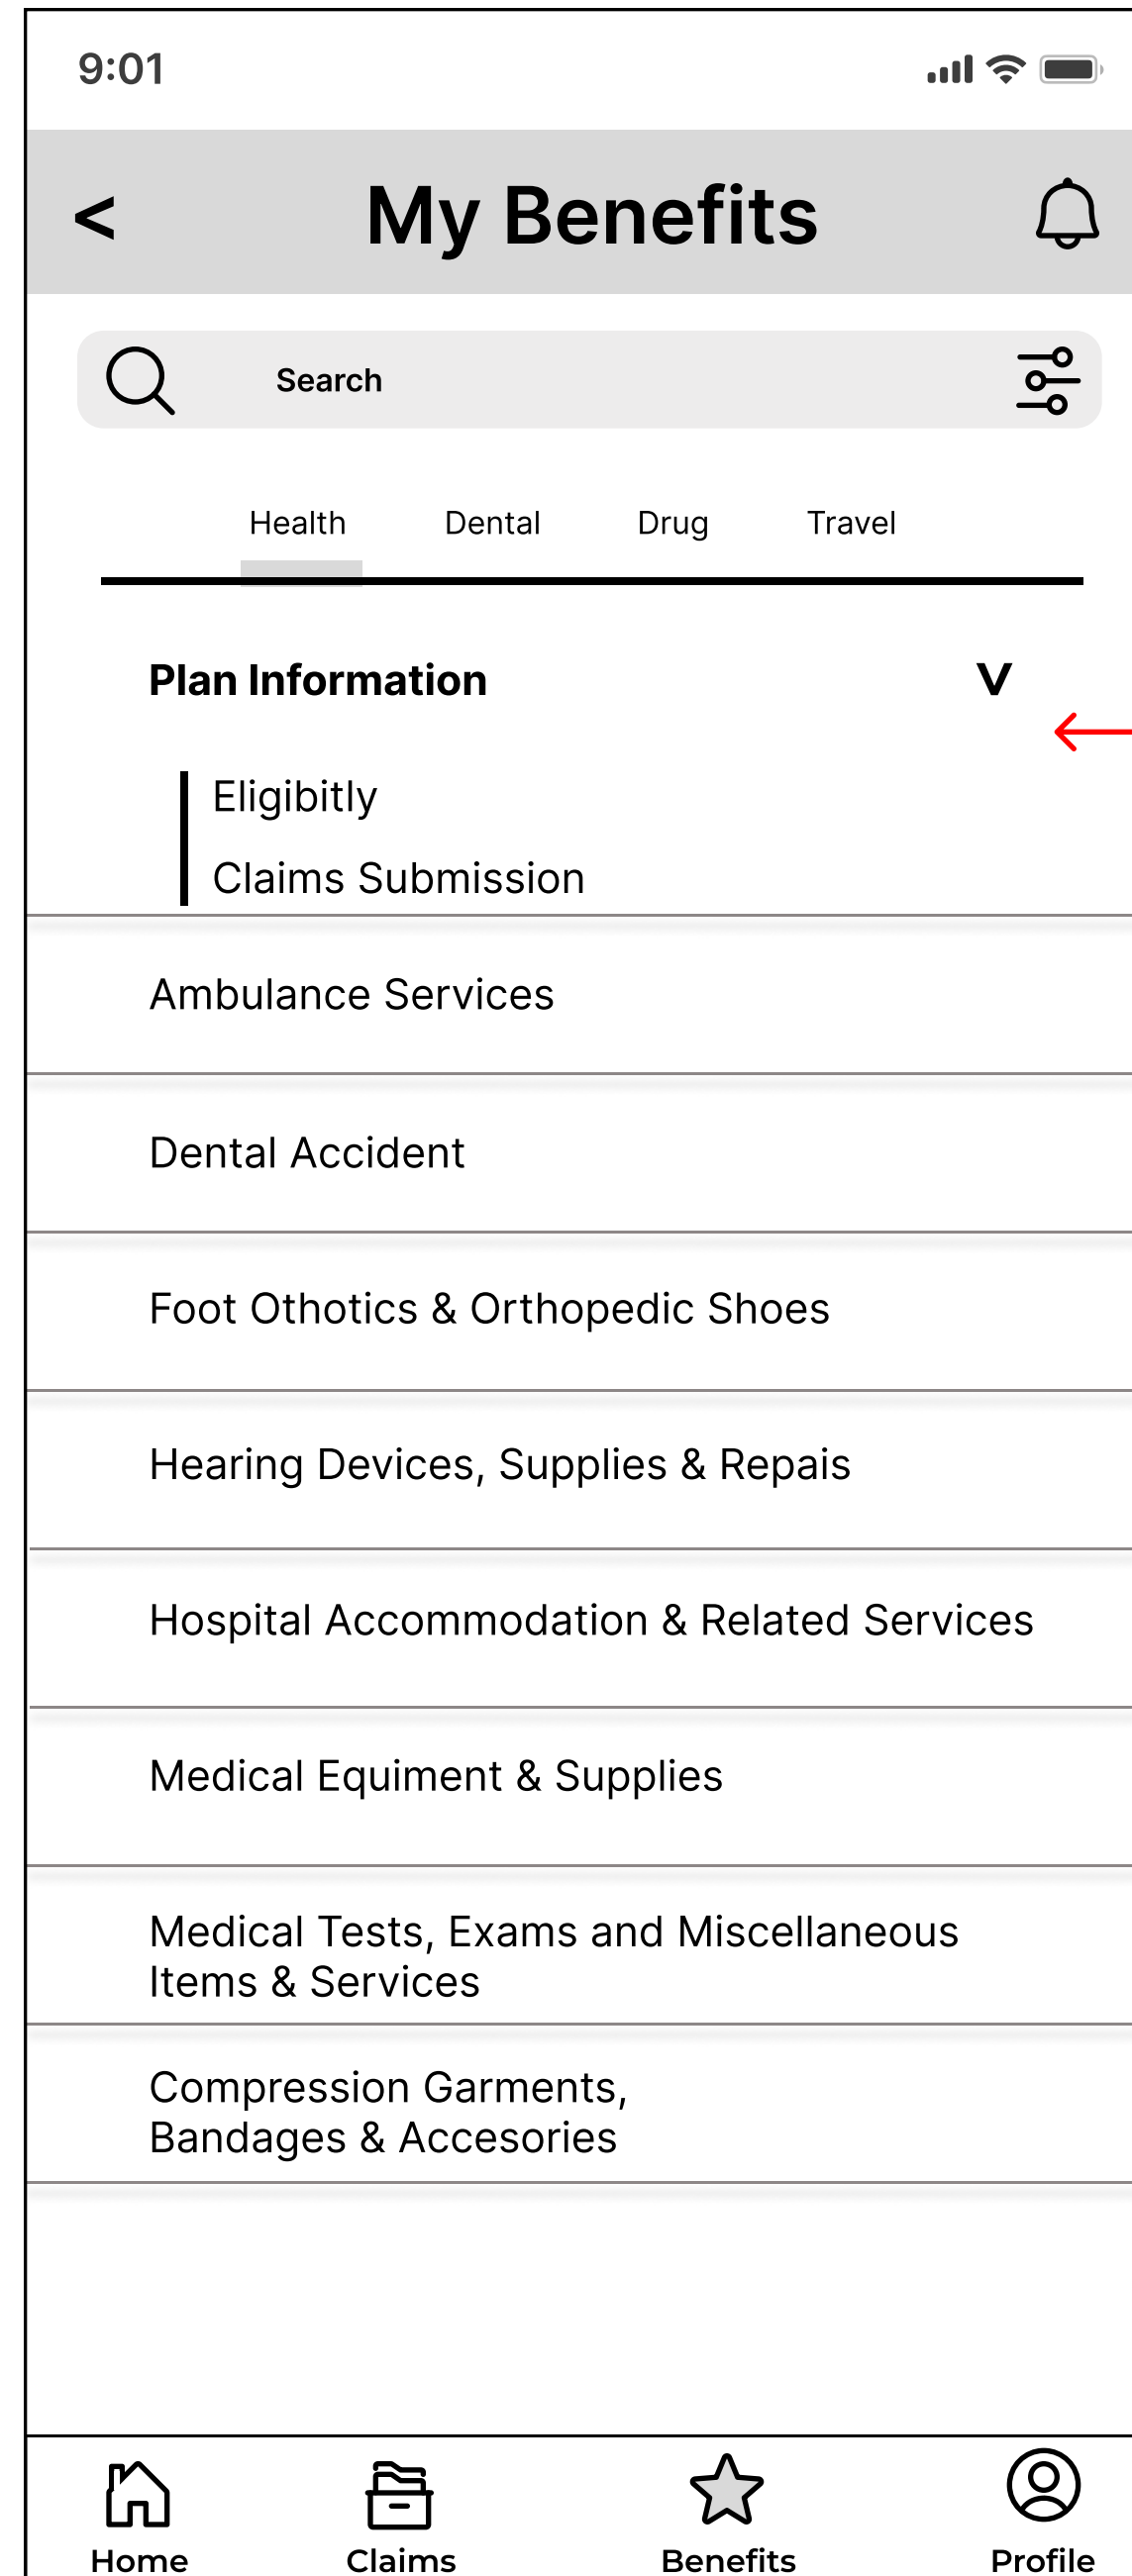 9:01
< My Benefits
Search
Health Dental Drug Travel
Plan Information V
Eligibitly
Claims Submission
Ambulance Services
Dental Accident
Foot Othotics & Orthopedic Shoes
Hearing Devices, Supplies & Repais
Hospital Accommodation & Related Services
Medical Equiment & Supplies
Medical Tests, Exams and Miscellaneous
Items & Services
Compression Garments,
Bandages & Accesories
Home Claims Benefits Profile